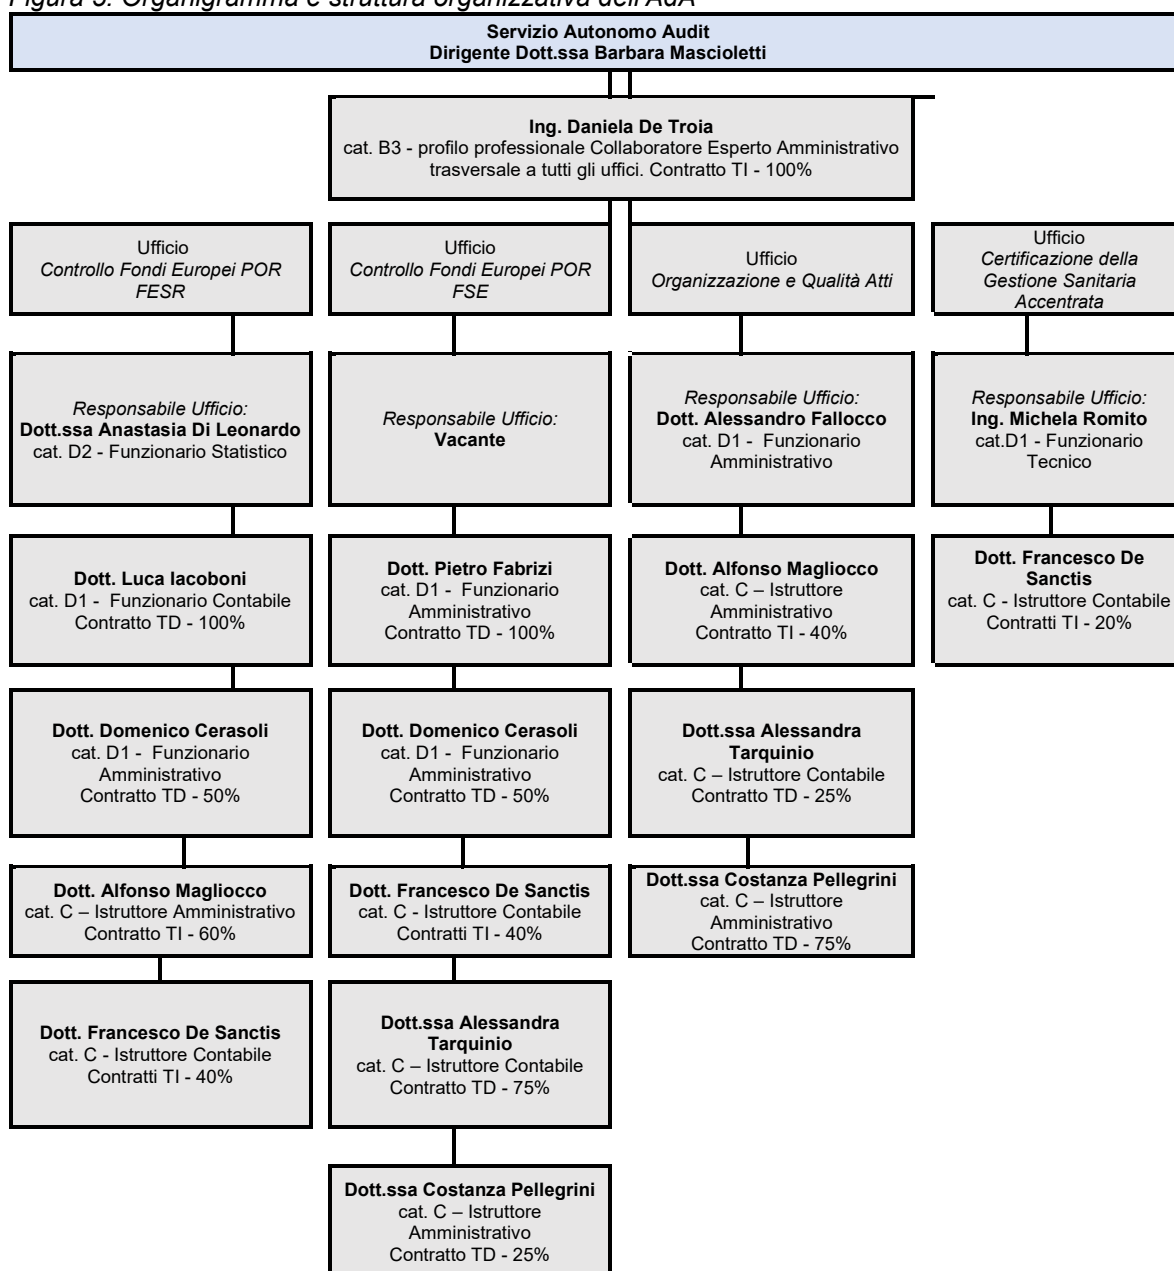 Figura 3. Organigramma e struttura organizzativa dell'AdA
Servizio Autonomo Audit
Dirigente Dott.ssa Barbara Mascioletti
Ing. Daniela De Troia
cat. B3 - profilo professionale Collaboratore Esperto Amministrativo
trasversale a tutti gli uffici. Contratto TI - 100%
Ufficio
Controllo Fondi Europei POR
FESR
Ufficio
Controllo Fondi Europei POR
FSE
Ufficio
Organizzazione e Qualità Atti
Ufficio
Certificazione della
Gestione Sanitaria
Accentrata
Responsabile Ufficio:
Dott.ssa Anastasia Di Leonardo
cat. D2 - Funzionario Statistico
Responsabile Ufficio:
Vacante
Responsabile Ufficio:
Dott. Alessandro Fallocco
cat. D1 - Funzionario
Amministrativo
Responsabile Ufficio:
Ing. Michela Romito
cat.D1 - Funzionario
Tecnico
Dott. Luca Iacoboni
cat. D1 - Funzionario Contabile
Contratto TD - 100%
Dott. Pietro Fabrizi
cat. D1 - Funzionario
Amministrativo
Contratto TD - 100%
Dott. Alfonso Magliocco
cat. C – Istruttore
Amministrativo
Contratto TI - 40%
Dott. Francesco De
Sanctis
cat. C - Istruttore Contabile
Contratti TI - 20%
Dott. Domenico Cerasoli
cat. D1 - Funzionario
Amministrativo
Contratto TD - 50%
Dott. Domenico Cerasoli
cat. D1 - Funzionario
Amministrativo
Contratto TD - 50%
Dott.ssa Alessandra
Tarquinio
cat. C – Istruttore Contabile
Contratto TD - 25%
Dott. Alfonso Magliocco
cat. C – Istruttore Amministrativo
Contratto TI - 60%
Dott. Francesco De Sanctis
cat. C - Istruttore Contabile
Contratti TI - 40%
Dott.ssa Costanza Pellegrini
cat. C – Istruttore
Amministrativo
Contratto TD - 75%
Dott. Francesco De Sanctis
cat. C - Istruttore Contabile
Contratti TI - 40%
Dott.ssa Alessandra
Tarquinio
cat. C – Istruttore Contabile
Contratto TD - 75%
Dott.ssa Costanza Pellegrini
cat. C – Istruttore
Amministrativo
Contratto TD - 25%